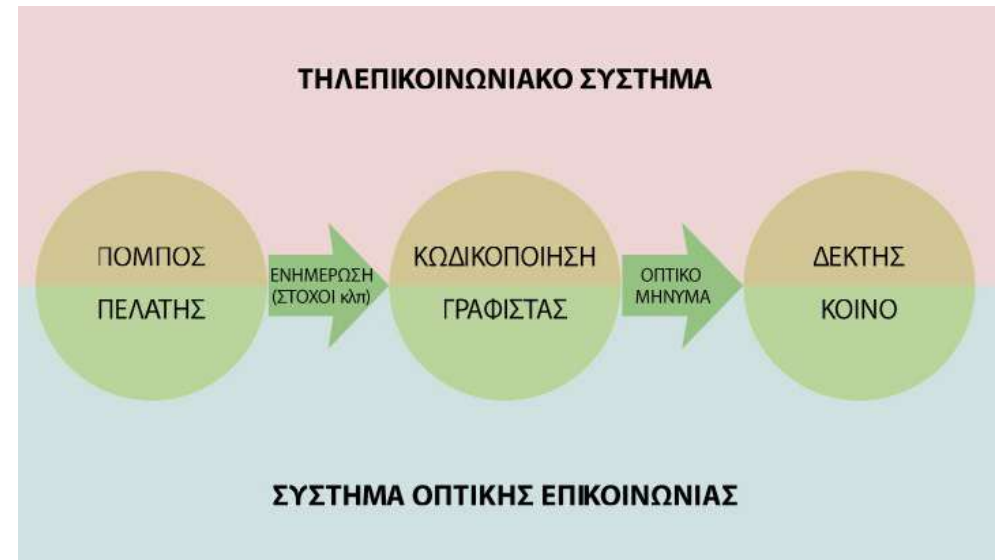 ΤΗΛΕΠΙΚΟΙΝΩΝΙΑΚΟ ΣΥΣΤΗΜΑ
ΠΟΜΠΟΣ
ΠΕΛΑΤΗΣ
ΕΝΗΜΕΡΩΣΗ
(ΣΤΟΧΟΙ κλπ)
ΚΩΔΙΚΟΠΟΙΗΣΗ
ΓΡΑΦΙΣΤΑΣ
ΟΠΤΙΚΟ
ΜΗΝΥΜΑ
ΔΕΚΤΗΣ
ΚΟΙΝΟ
ΣΥΣΤΗΜΑ ΟΠΤΙΚΗΣ ΕΠΙΚΟΙΝΩΝΙΑΣ